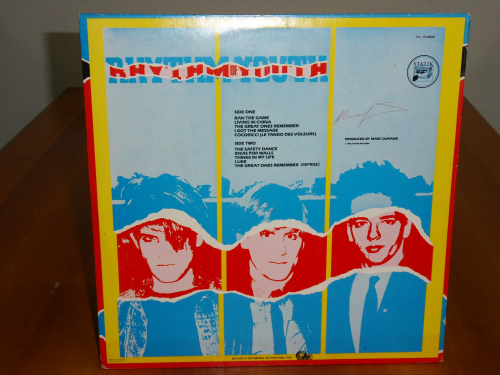 RHYTHM OF YOUTH
STATIK
SIDE ONE
BAN THE GAME
LIVING IN CHINA
THE GREAT ONES REMEMBER
I GOT THE MESSAGE
COCORICCI (LE TANGO DES VOLEURS)
PRODUCED BY MARC DURAND
SIDE TWO
THE SAFETY DANCE
IDEAS FOR WALLS
THINGS IN MY LIFE
I LIKE
THE GREAT ONES REMEMBER (REPRISE)